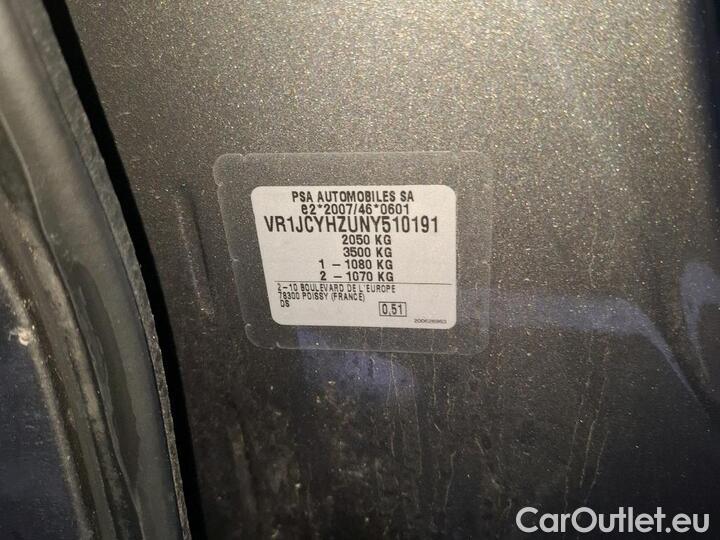 PSA AUTOMOBILES SA
e2*2007/46*0601
VR1JCYHZUNY510191
2050 KG
3500 KG
1 - 1080 KG
2 - 1070 KG
2-10 BOULEVARD DE L'EUROPE
78300 POISSY (FRANCE)
DS
0.51
200626963
CarOutlet.eu